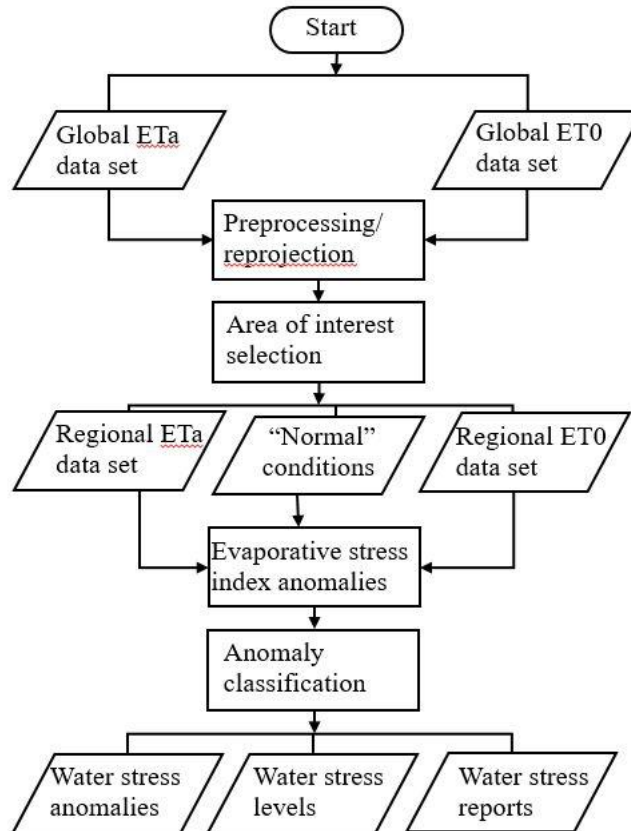 Start
Global ETa
data set
Global ET0
data set
Preprocessing/
reprojection
Area of interest
selection
Regional ETa
data set
“Normal”
conditions
Regional ET0
data set
Evaporative stress
index anomalies
Anomaly
classification
Water stress
anomalies
Water stress
levels
Water stress
reports